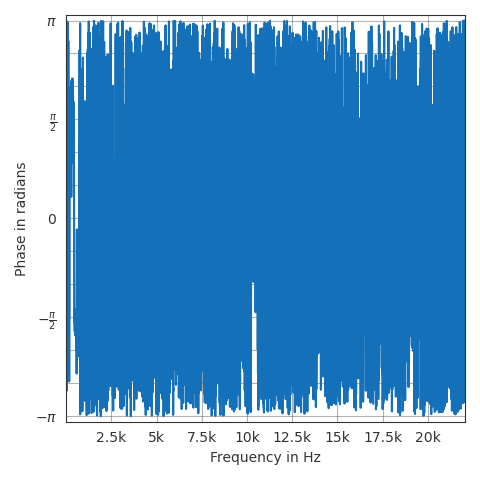 π
π/2
0
−π/2
−π
Phase in radians
2.5k 5k 7.5k 10k 12.5k 15k 17.5k 20k
Frequency in Hz